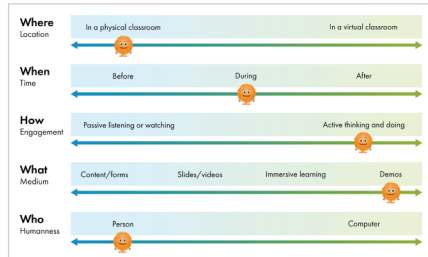 Where
Location
In a physical classroom
In a virtual classroom
When
Time
Before
During
After
How
Engagement
Passive listening or watching
Active thinking and doing
What
Medium
Content/forms
Slides/videos
Immersive learning
Demos
Who
Humanness
Person
Computer